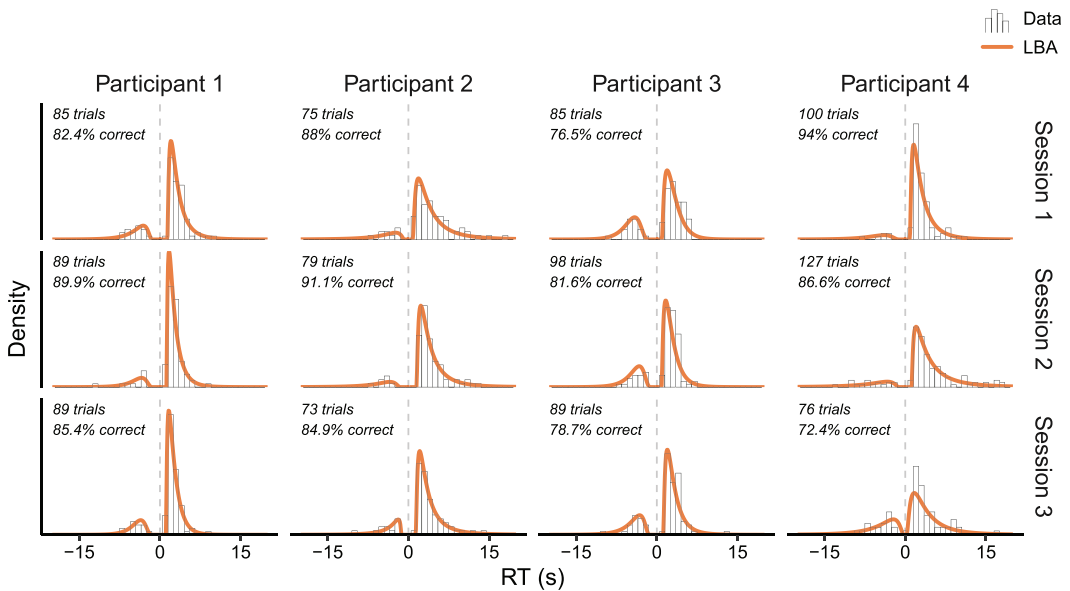 Data
LBA
Participant 1
Participant 2
Participant 3
Participant 4
85 trials
82.4% correct
75 trials
88% correct
85 trials
76.5% correct
100 trials
94% correct
Session 1
89 trials
89.9% correct
79 trials
91.1% correct
98 trials
81.6% correct
127 trials
86.6% correct
Session 2
Density
89 trials
85.4% correct
73 trials
84.9% correct
89 trials
78.7% correct
76 trials
72.4% correct
Session 3
−15 0 15
−15 0 15
−15 0 15
−15 0 15
RT (s)